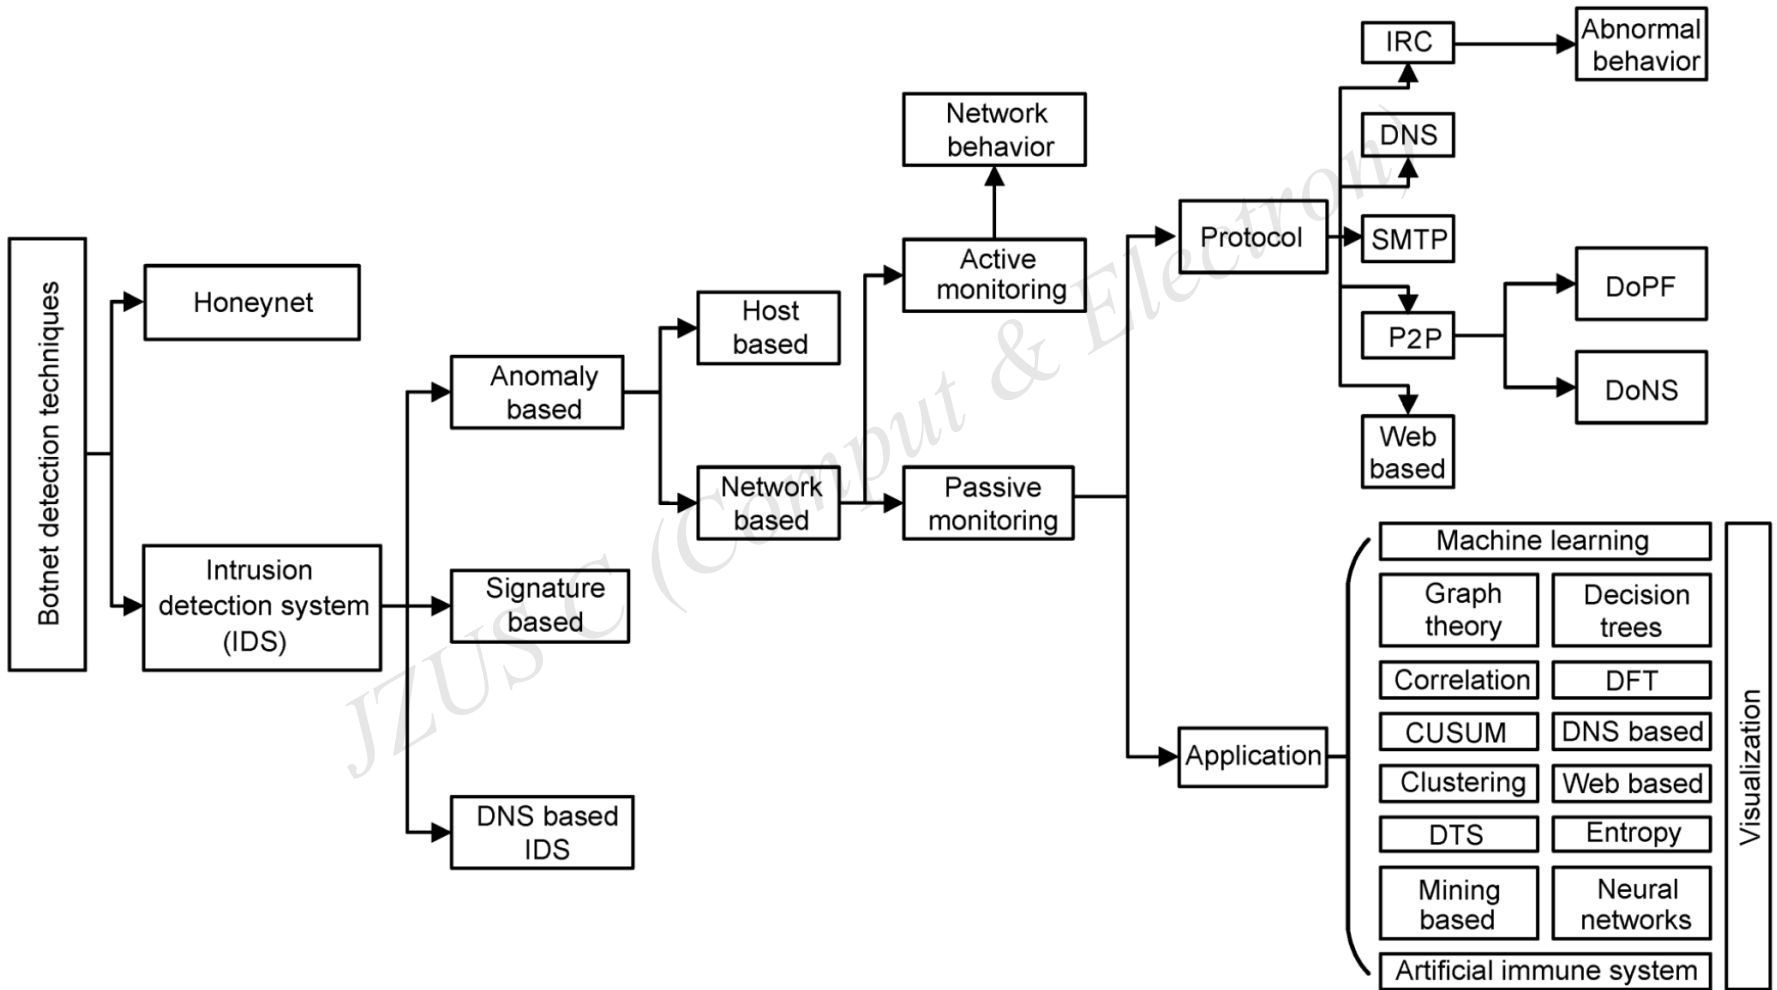 Botnet detection techniques
Honeynet
Intrusion
detection system
(IDS)
Anomaly
based
Signature
based
DNS based
IDS
Host
based
Network
based
Network
behavior
Active
monitoring
Passive
monitoring
Protocol
Application
IRC
Abnormal
behavior
DNS
SMTP
P2P
DoPF
DoNS
Web
based
Machine learning
Graph
theory
Decision
trees
Correlation
DFT
CUSUM
DNS based
Clustering
Web based
DTS
Entropy
Mining
based
Neural
networks
Artificial immune system
Visualization
JZUS C (Comput & Electron)